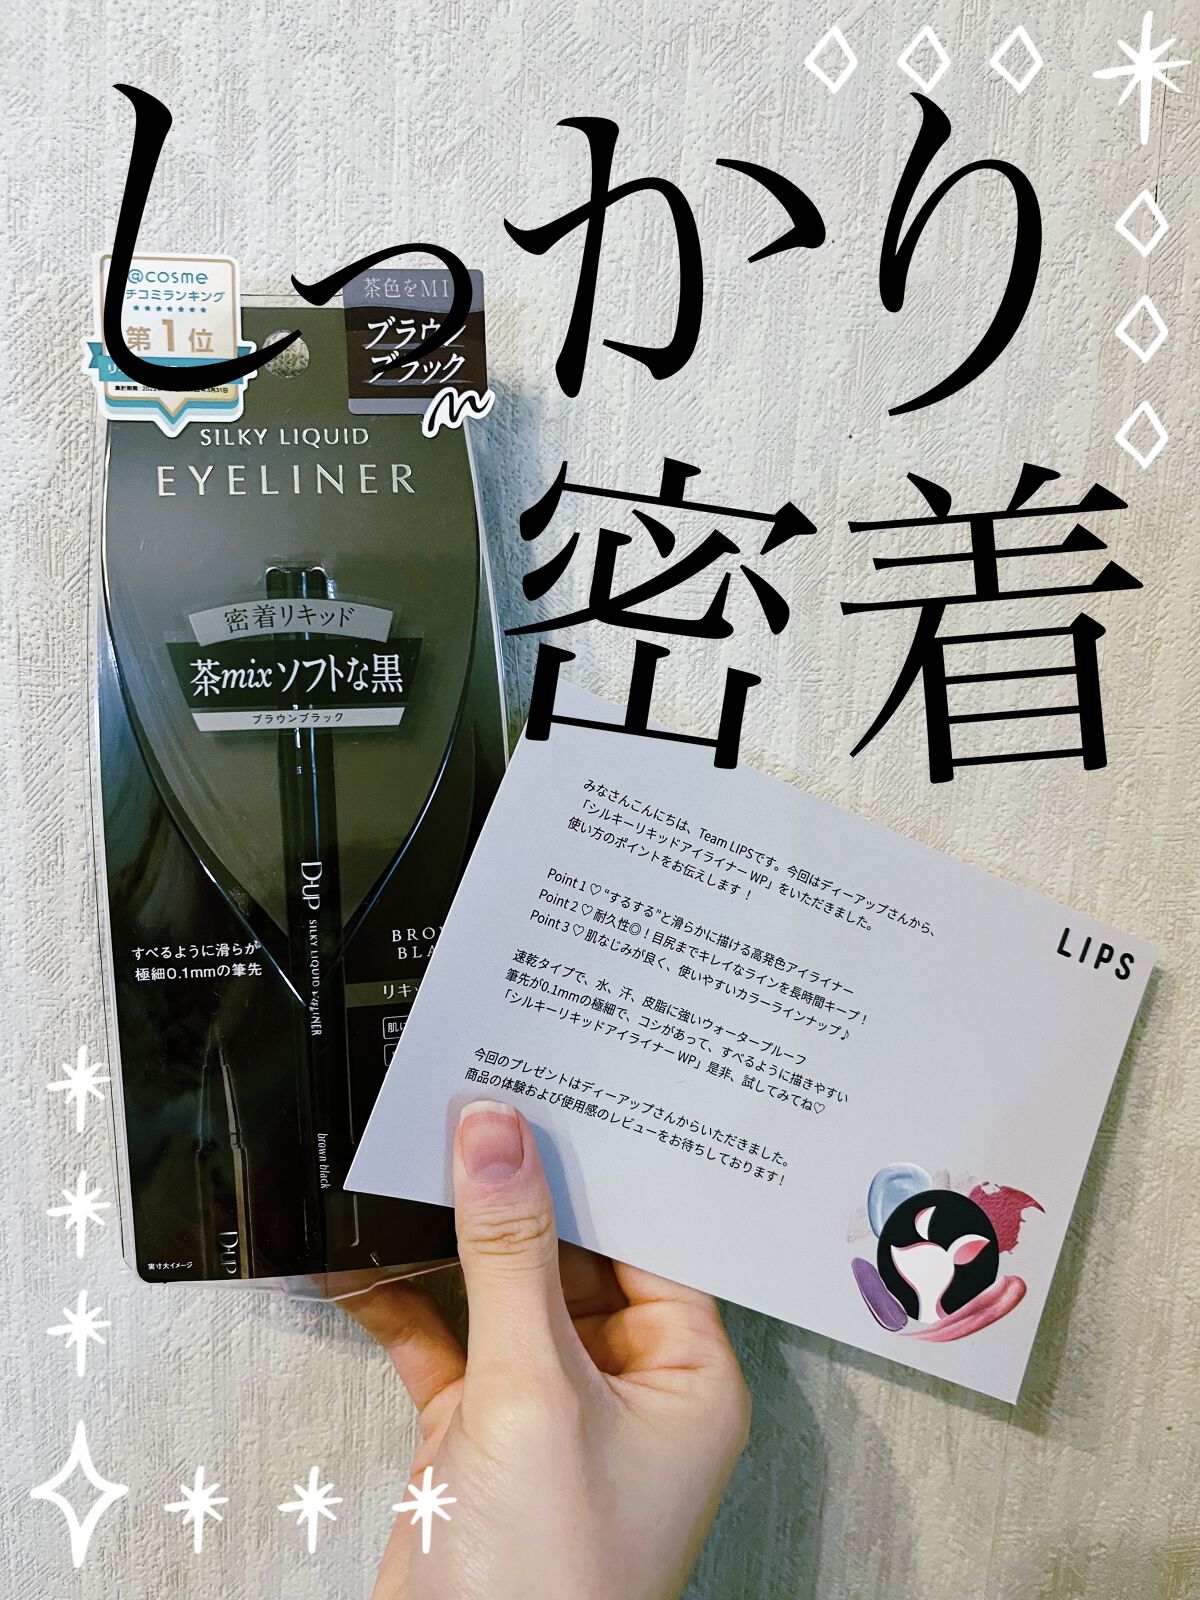 しっかり
密着
@cosme
チコミランキング
第1位
茶色をMI
ブラウン
ブラック
SILKY LIQUID
EYELINER
密着リキッド
茶mixソフトな黒
ブラウンブラック
D-UP SILKY LIQUID EYELINER
brown black
すべるように滑らか
極細0.1mmの筆先
BROW
BLA
リキッ
D-UP
実寸大イメージ
LIPS
みなさんこんにちは、Team LIPSです。今回はディーアップさんから、
「シルキーリキッドアイライナーWP」をいただきました。
使い方のポイントをお伝えします！
Point1♡“するする”と滑らかに描ける高発色アイライナー
Point2♡耐久性◎！目尻までキレイなラインを長時間キープ！
Point3♡肌なじみが良く、使いやすいカラーラインナップ♪
速乾タイプで、水、汗、皮脂に強いウォータープルーフ
筆先が0.1mmの極細で、コシがあって、すべるように描きやすい
「シルキーリキッドアイライナーWP」是非、試してみてね♡
今回のプレゼントはディーアップさんからいただきました。
商品の体験および使用感のレビューをお待ちしております！